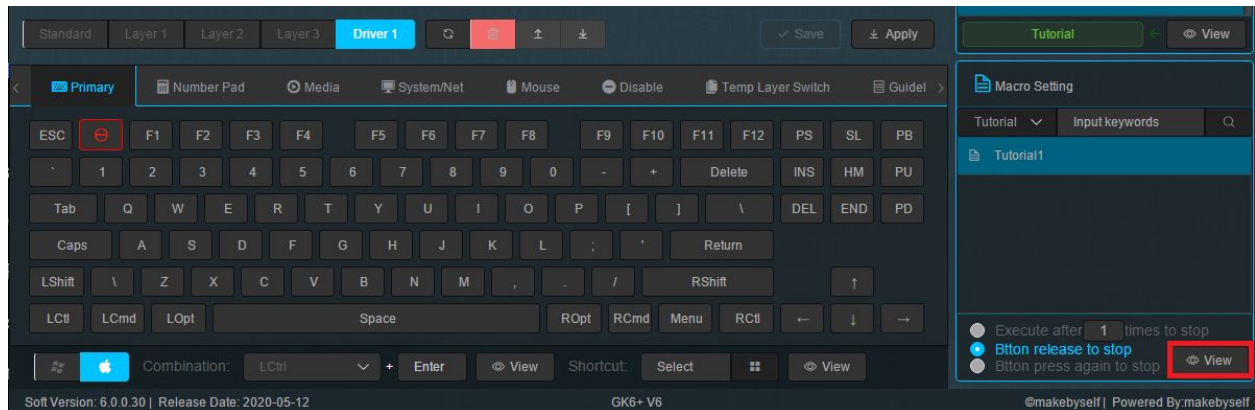 Standard Layer 1 Layer 2 Layer 3 Driver 1 Save Apply
Tutorial View
Primary Number Pad Media System/Net Mouse Disable Temp Layer Switch Guidel
Macro Setting
Tutorial Input keywords
Tutorial1
ESC F1 F2 F3 F4 F5 F6 F7 F8 F9 F10 F11 F12 PS SL PB
` 1 2 3 4 5 6 7 8 9 0 - + Delete INS HM PU
Tab Q W E R T Y U I O P [ ] \ DEL END PD
Caps A S D F G H J K L ; ' Return
LShift \ Z X C V B N M , . / RShift ↑
LCtl LCmd LOpt Space ROpt RCmd Menu RCtl ← ↓ →
Execute after 1 times to stop
Btton release to stop
Btton press again to stop
View
Combination: LCtrl + Enter View Shortcut: Select View
Soft Version: 6.0.0.30 | Release Date: 2020-05-12 GK6+ V6 ©makebyself | Powered By:makebyself